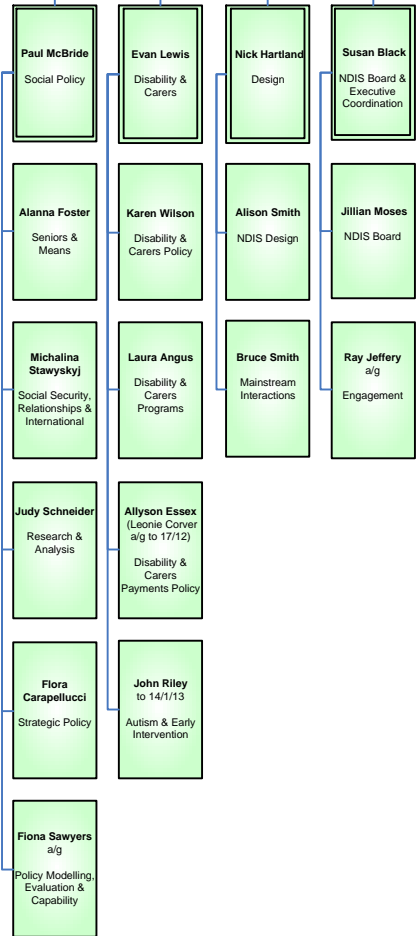 Paul McBride
Social Policy
Alanna Foster
Seniors &
Means
Michalina
Stawyskyj
Social Security,
Relationships &
International
Judy Schneider
Research &
Analysis
Flora
Carapellucci
Strategic Policy
Fiona Sawyers
a/g
Policy Modelling,
Evaluation &
Capability
Evan Lewis
Disability &
Carers
Karen Wilson
Disability &
Carers Policy
Laura Angus
Disability &
Carers
Programs
Allyson Essex
(Leonie Corver
a/g to 17/12)
Disability &
Carers
Payments Policy
John Riley
to 14/1/13
Autism & Early
Intervention
Nick Hartland
Design
Alison Smith
NDIS Design
Bruce Smith
Mainstream
Interactions
Susan Black
NDIS Board &
Executive
Coordination
Jillian Moses
NDIS Board
Ray Jeffery
a/g
Engagement